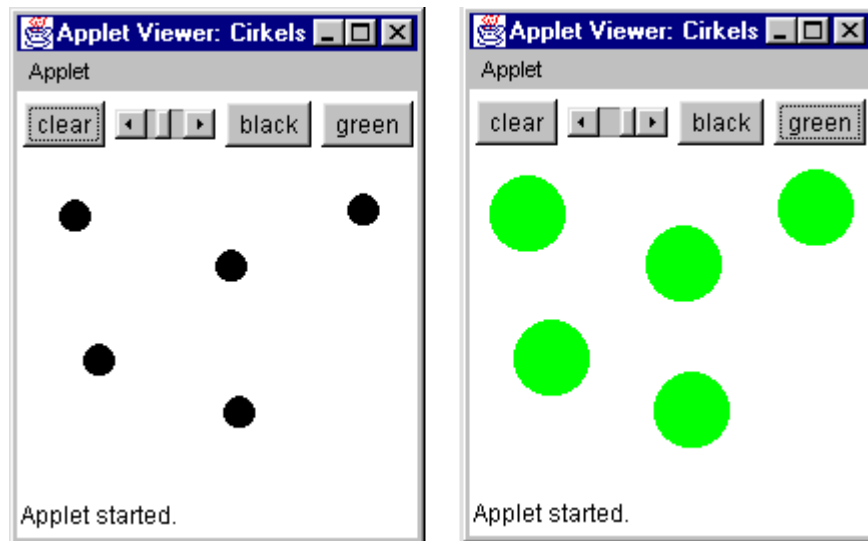 Applet Viewer: Cirkels
Applet
clear black green
Applet started.
Applet Viewer: Cirkels
Applet
clear black green
Applet started.